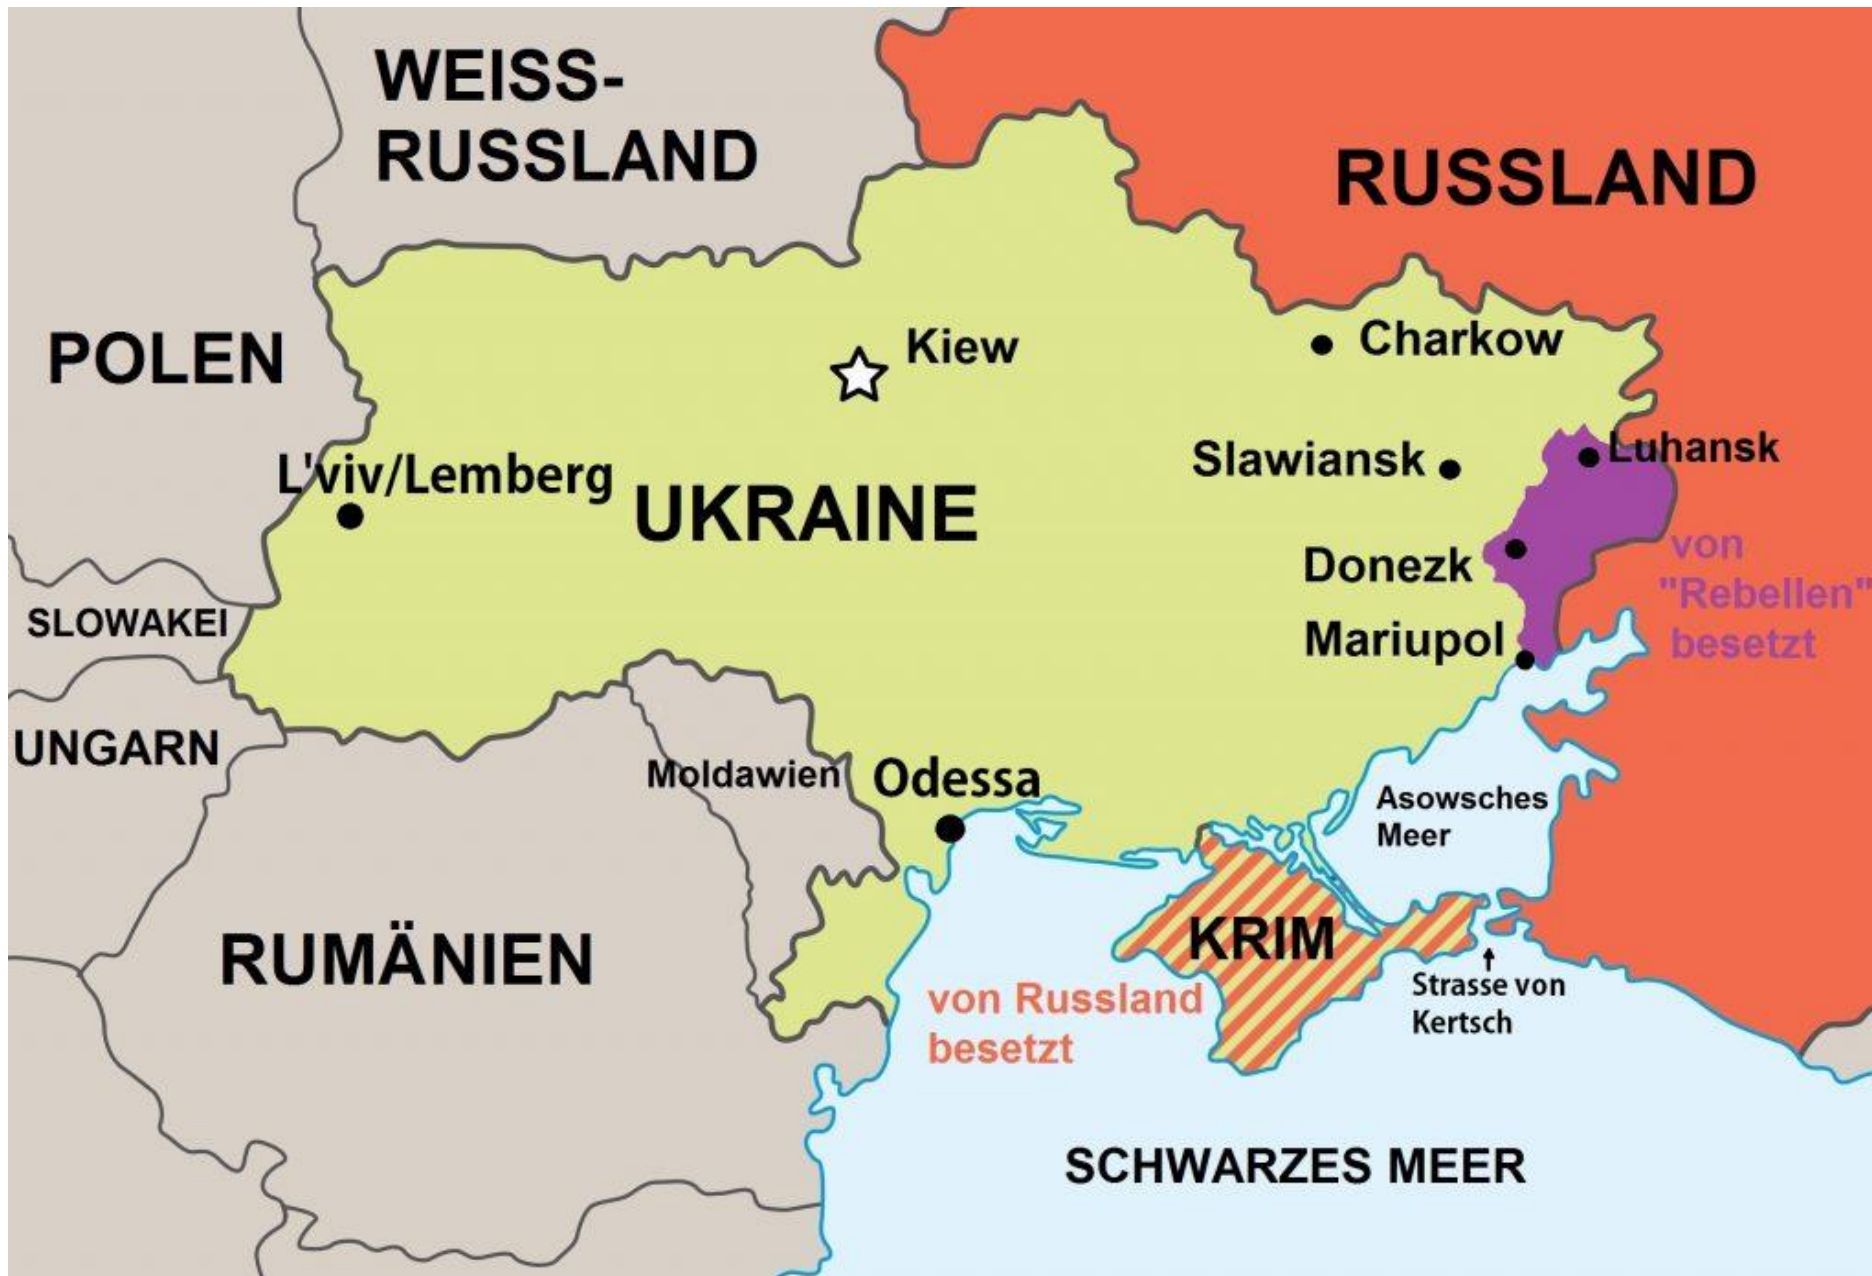 WEISS-
RUSSLAND
RUSSLAND
POLEN
Kiew
Charkow
L'viv/Lemberg
UKRAINE
Slawiansk
Luhansk
Donezk
von
"Rebellen"
besetzt
Mariupol
SLOWAKEI
UNGARN
Moldawien
Odessa
Asowsches
Meer
RUMÄNIEN
KRIM
von Russland
besetzt
Strasse von
Kertsch
SCHWARZES MEER